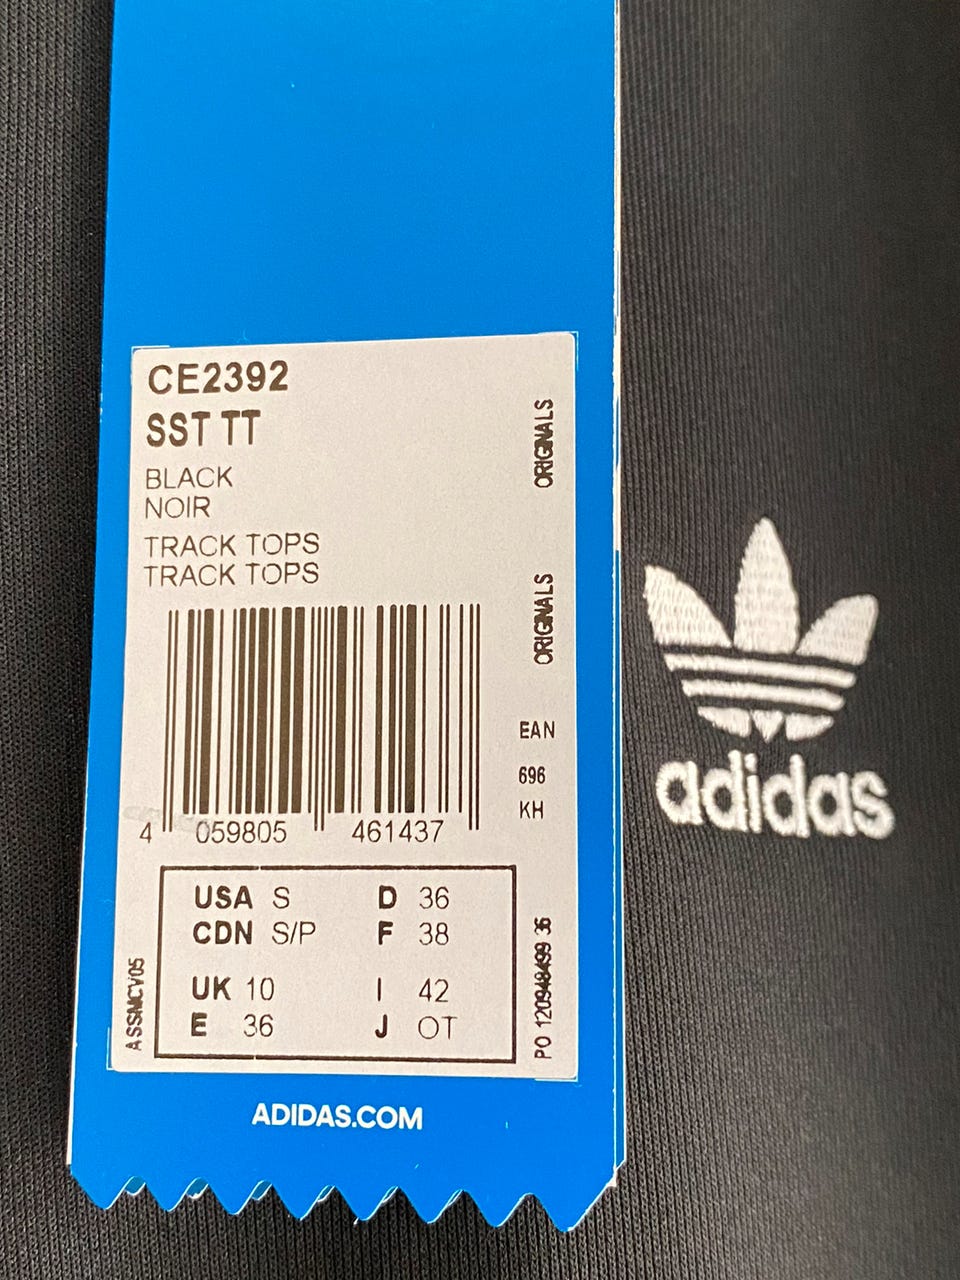 CE2392
SST TT
BLACK
NOIR
TRACK TOPS
TRACK TOPS
ORIGINALS
ORIGINALS
EAN
696
KH
4 059805 461437
USA S D 36
CDN S/P F 38
UK 10 I 42
E 36 J OT
ASSMCV05
PO 120948499 36
ADIDAS.COM
adidas